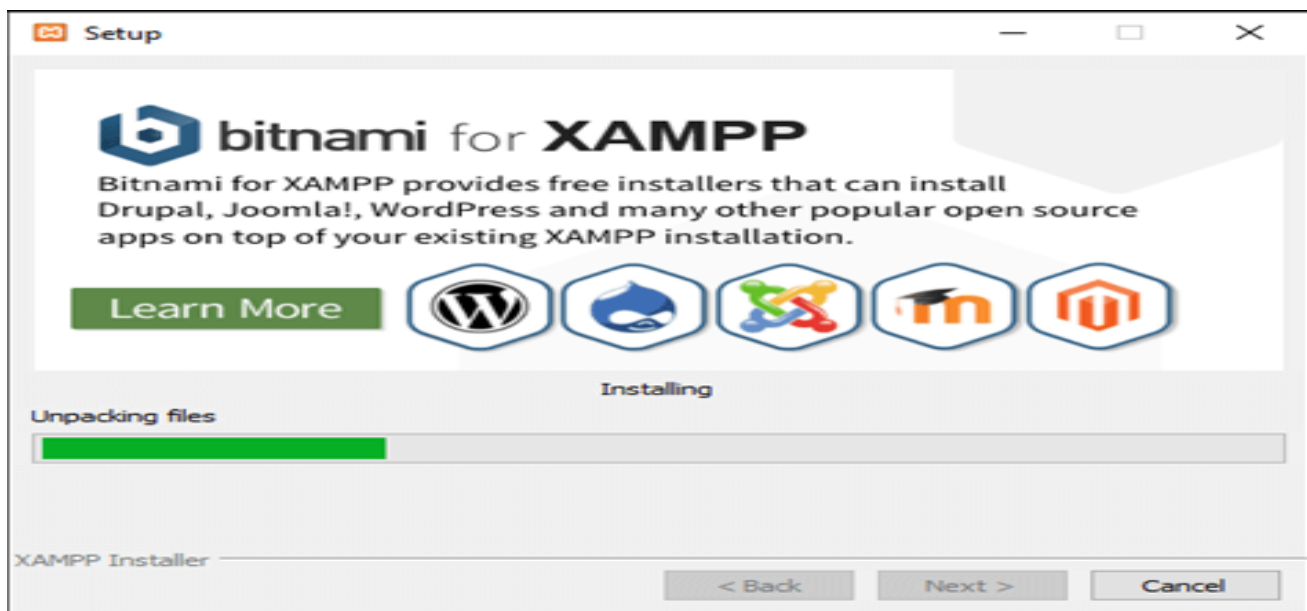 Setup
bitnami for XAMPP
Bitnami for XAMPP provides free installers that can install
Drupal, Joomla!, WordPress and many other popular open source
apps on top of your existing XAMPP installation.
Learn More
Installing
Unpacking files
XAMPP Installer
< Back Next > Cancel